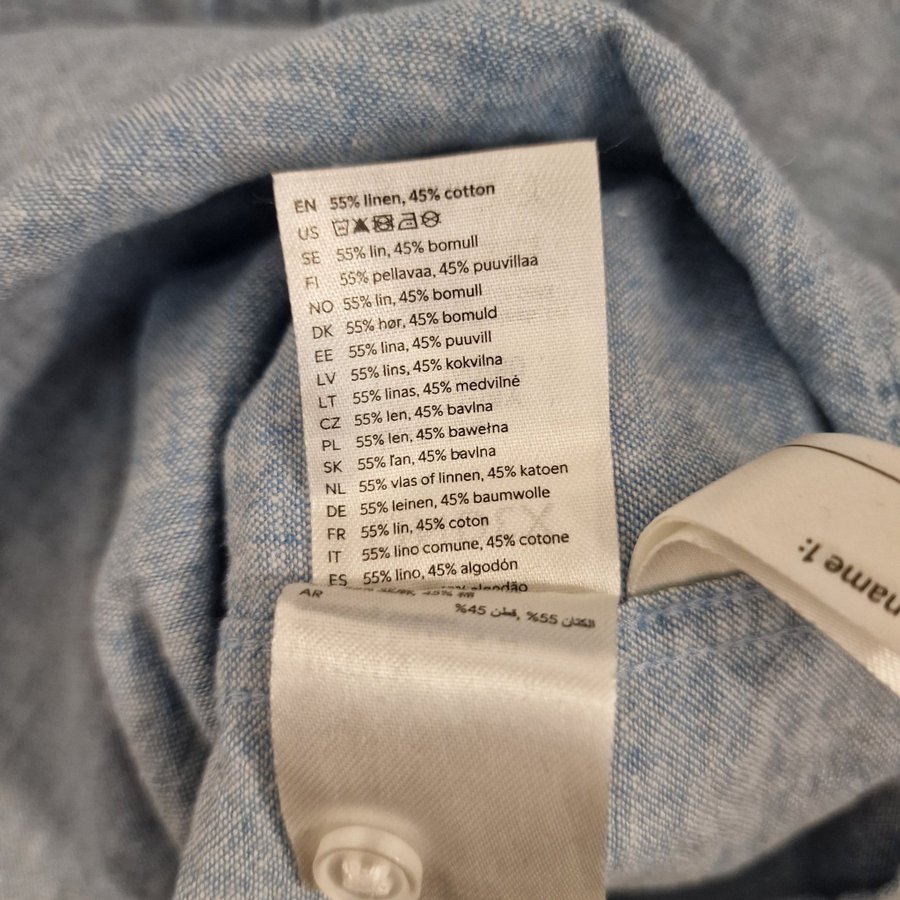 EN 55% linen, 45% cotton
US
SE 55% lin, 45% bomull
FI 55% pellavaa, 45% puuvillaa
NO 55% lin, 45% bomull
DK 55% hør, 45% bomuld
EE 55% lina, 45% puuvill
LV 55% lins, 45% kokvilna
LT 55% linas, 45% medvilnė
CZ 55% len, 45% bavlna
PL 55% len, 45% bawełna
SK 55% ľan, 45% bavlna
NL 55% vlas of linnen, 45% katoen
DE 55% leinen, 45% baumwolle
FR 55% lin, 45% coton
IT 55% lino comune, 45% cotone
ES 55% lino, 45% algodón
algodão
AR
الكتان 55%, قطن 45%
name 1: